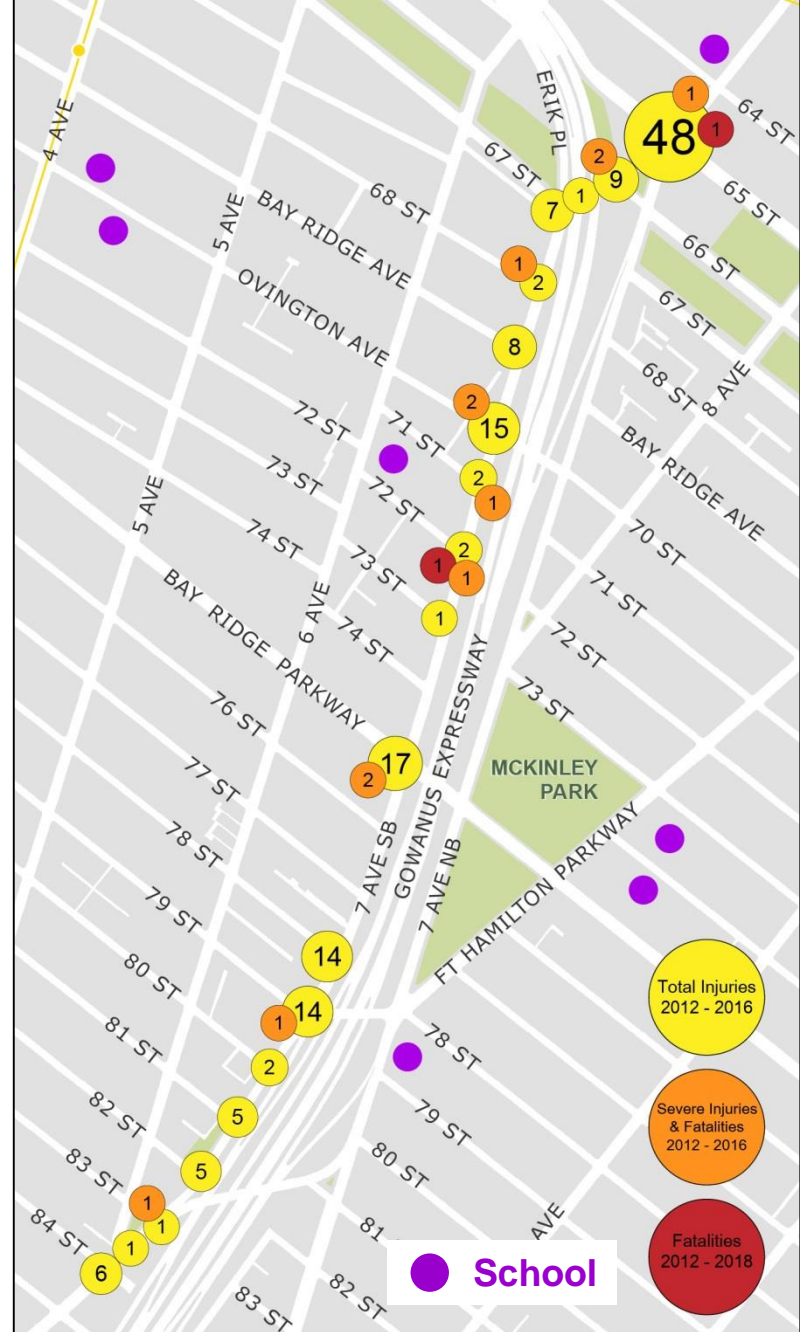 4 AVE
ERIK PL
1
64 ST
48
1
67 ST
2
9
65 ST
68 ST
7
1
5 AVE
BAY RIDGE AVE
66 ST
1
2
67 ST
OVINGTON AVE
8
68 ST
8 AVE
2
15
72 ST
71 ST
BAY RIDGE AVE
73 ST
2
1
72 ST
5 AVE
74 ST
70 ST
2
1
1
73 ST
71 ST
BAY RIDGE PARKWAY
6 AVE
1
74 ST
72 ST
GOWANUS EXPRESSWAY
73 ST
76 ST
17
2
MCKINLEY
PARK
77 ST
78 ST
7 AVE SB
7 AVE NB
FT HAMILTON PARKWAY
79 ST
14
80 ST
14
1
Total Injuries
2012 - 2016
81 ST
2
78 ST
82 ST
5
79 ST
Severe Injuries
& Fatalities
2012 - 2016
83 ST
5
80 ST
1
1
84 ST
1
81
AVE
6
School
Fatalities
2012 - 2018
83 ST
82 ST